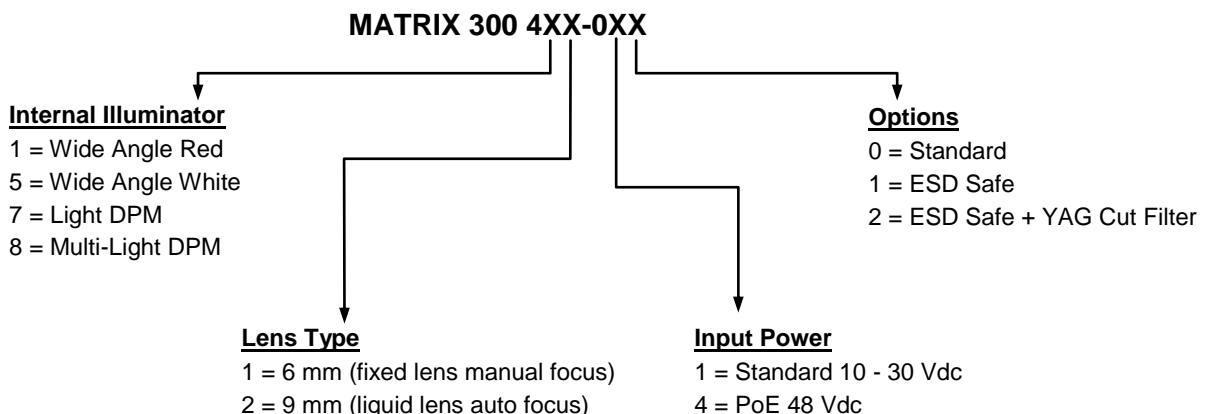 MATRIX 300 4XX-0XX
Internal Illuminator
1 = Wide Angle Red
5 = Wide Angle White
7 = Light DPM
8 = Multi-Light DPM
Options
0 = Standard
1 = ESD Safe
2 = ESD Safe + YAG Cut Filter
Lens Type
1 = 6 mm (fixed lens manual focus)
2 = 9 mm (liquid lens auto focus)
Input Power
1 = Standard 10 - 30 Vdc
4 = PoE 48 Vdc